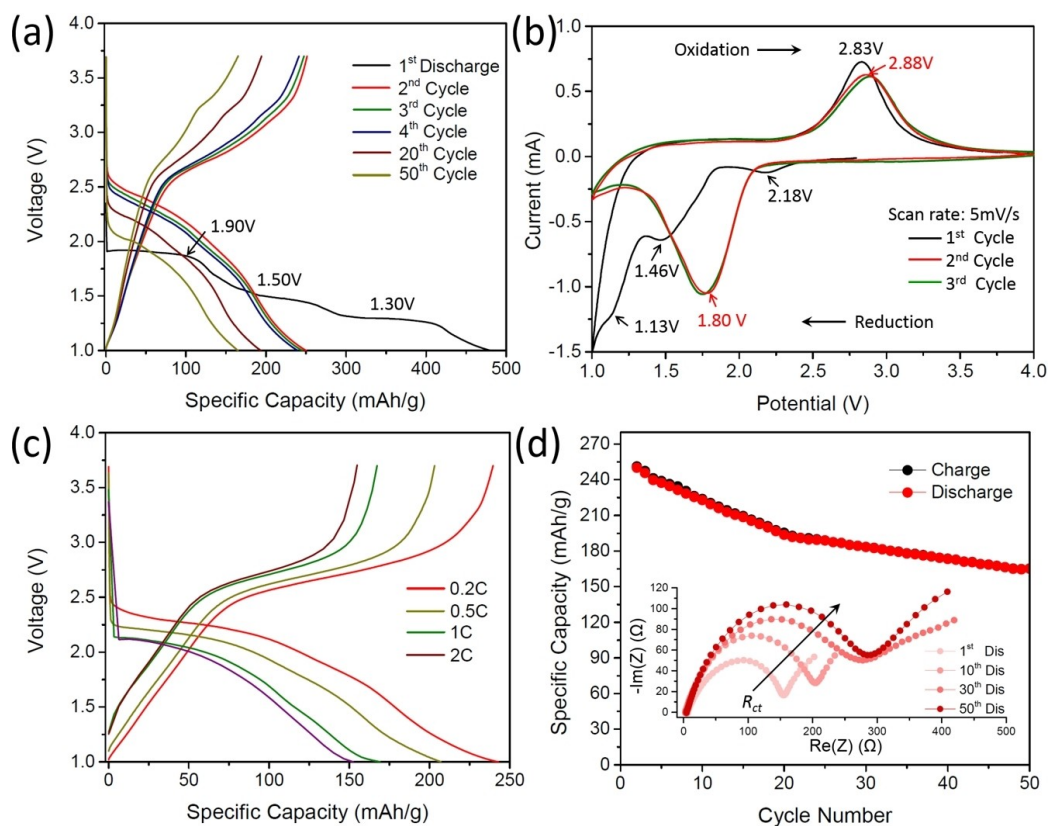 (a)
4.0
3.5
3.0
2.5
2.0
1.5
1.0
Voltage (V)
1st Discharge
2nd Cycle
3rd Cycle
4th Cycle
20th Cycle
50th Cycle
1.90V
1.50V
1.30V
0 100 200 300 400 500
Specific Capacity (mAh/g)
(b)
1.0
0.5
0.0
-0.5
-1.0
-1.5
Current (mA)
Oxidation
2.83V
2.88V
2.18V
1.46V
1.13V
1.80 V
Scan rate: 5mV/s
1st Cycle
2nd Cycle
3rd Cycle
Reduction
1.0 1.5 2.0 2.5 3.0 3.5 4.0
Potential (V)
(c)
4.0
3.5
3.0
2.5
2.0
1.5
1.0
Voltage (V)
0.2C
0.5C
1C
2C
0 50 100 150 200 250
Specific Capacity (mAh/g)
(d)
270
240
210
180
150
120
90
60
30
0
Specific Capacity (mAh/g)
Charge
Discharge
120
100
80
60
40
20
0
-Im(Z) (Ω)
Rct
1st Dis
10th Dis
30th Dis
50th Dis
0 100 200 300 400 500
Re(Z) (Ω)
0 10 20 30 40 50
Cycle Number